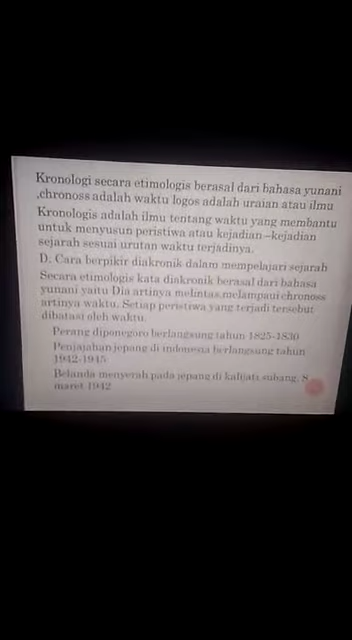 Kronologi secara etimologis berasal dari bahasa yunani
,chronoss adalah waktu logos adalah uraian atau ilmu
Kronologis adalah ilmu tentang waktu yang membantu
untuk menyusun peristiwa atau kejadian–kejadian
sejarah sesuai urutan waktu terjadinya.
D. Cara berpikir diakronik dalam mempelajari sejarah
Secara etimologis kata diakronik berasal dari bahasa
yunani yaitu Dia artinya melintas,melampaui chronoss
artinya waktu. Setiap peristiwa yang terjadi tersebut
dibatasi oleh waktu.
Perang diponegoro berlangsung tahun 1825-1830
Penjajahan jepang di indonesia berlangsung tahun
1942-1945
Belanda menyerah pada jepang di kalijati, subang. 8
maret 1942